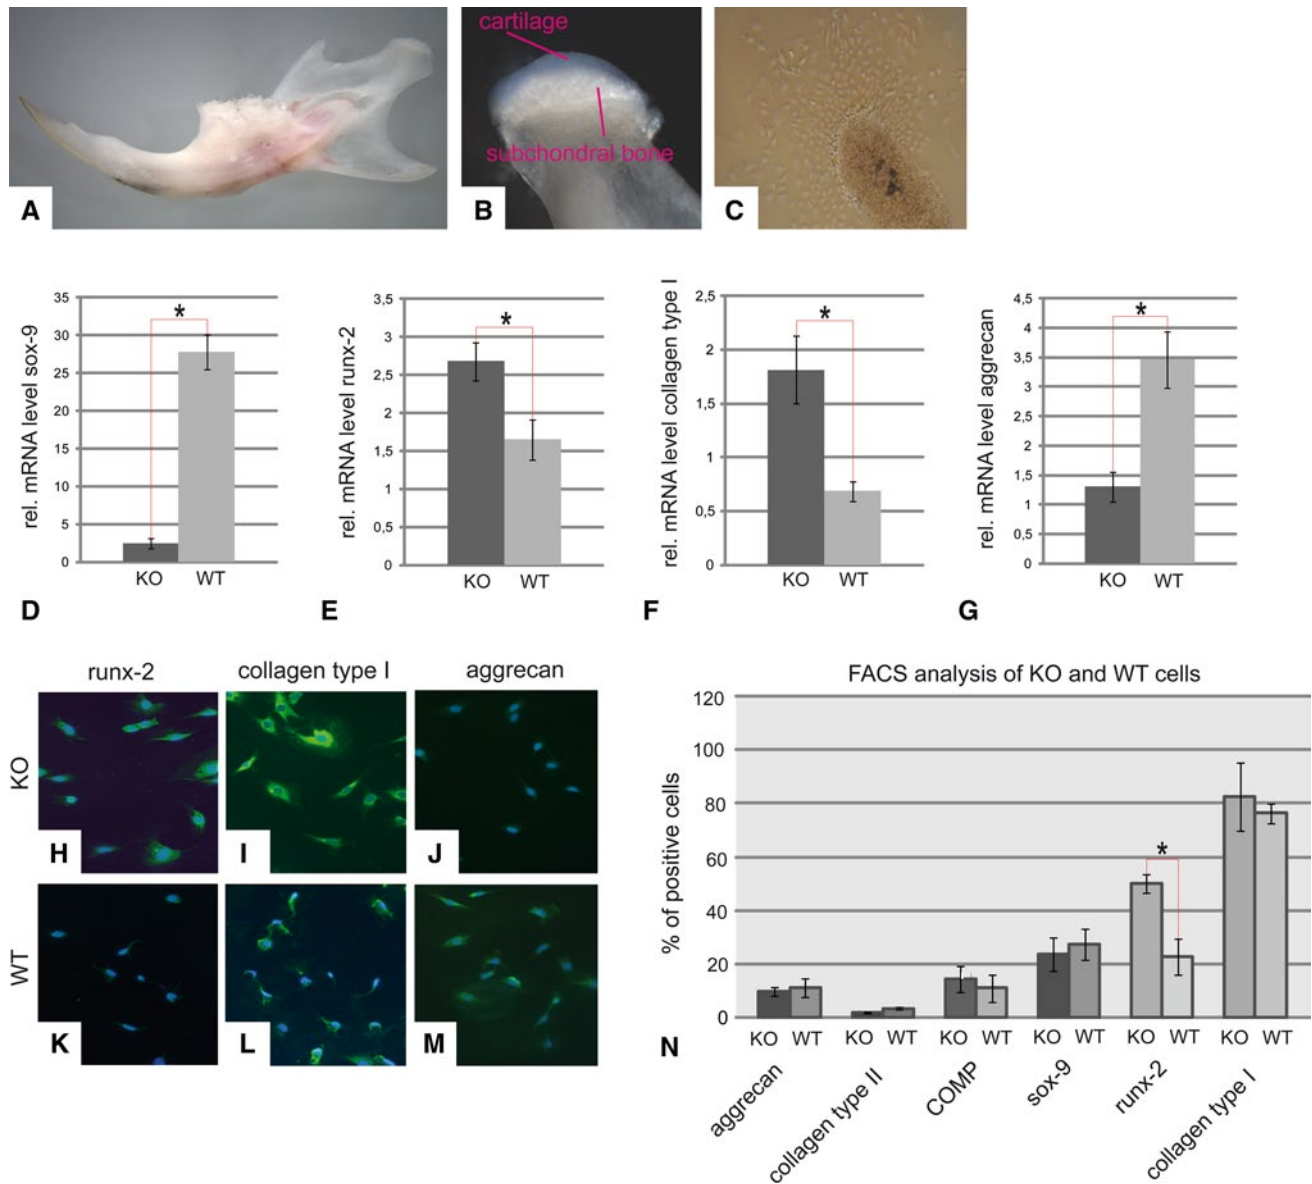 cartilage
subchondral bone
A
B
C
rel. mRNA level sox-9
35
30
25
20
15
10
5
0
*
KO WT
D
rel. mRNA level runx-2
3,5
3
2,5
2
1,5
1
0,5
0
*
KO WT
E
rel. mRNA level collagen type I
2,5
2
1,5
1
0,5
0
*
KO WT
F
rel. mRNA level aggrecan
4,5
4
3,5
3
2,5
2
1,5
1
0,5
0
*
KO WT
G
runx-2 collagen type I aggrecan
KO
H I J
WT
K L M
FACS analysis of KO and WT cells
% of positive cells
120
100
80
60
40
20
0
*
KO WT KO WT KO WT KO WT KO WT KO WT
aggrecan
collagen type II
COMP
sox-9
runx-2
collagen type I
N